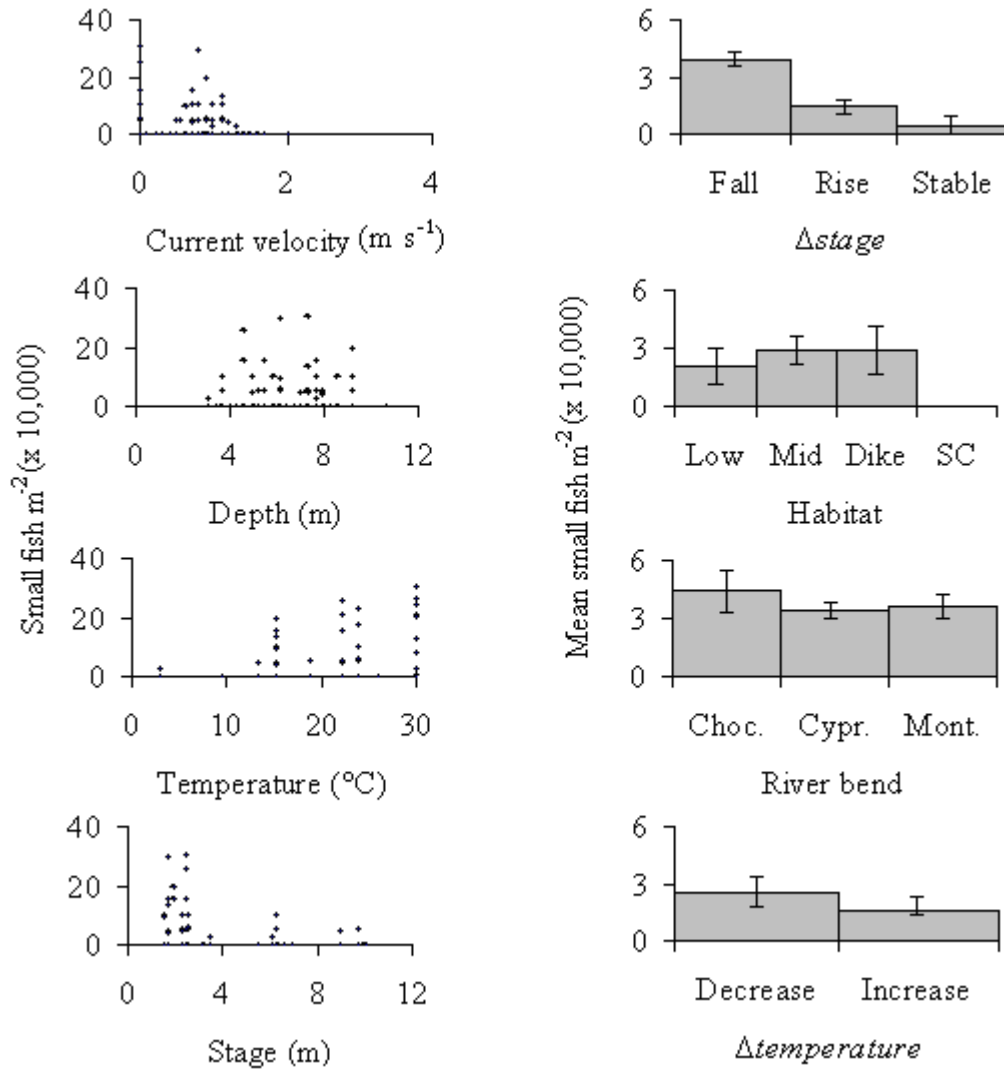 40
20
0
0 2 4
Current velocity (m s⁻¹)
40
20
0
0 4 8 12
Depth (m)
40
20
0
0 10 20 30
Temperature (°C)
40
20
0
0 4 8 12
Stage (m)
Small fish m⁻² (x 10,000)
6
3
0
Fall Rise Stable
Δstage
6
3
0
Low Mid Dike SC
Habitat
6
3
0
Choc. Cypr. Mont.
River bend
6
3
0
Decrease Increase
Δtemperature
Mean small fish m⁻² (x 10,000)